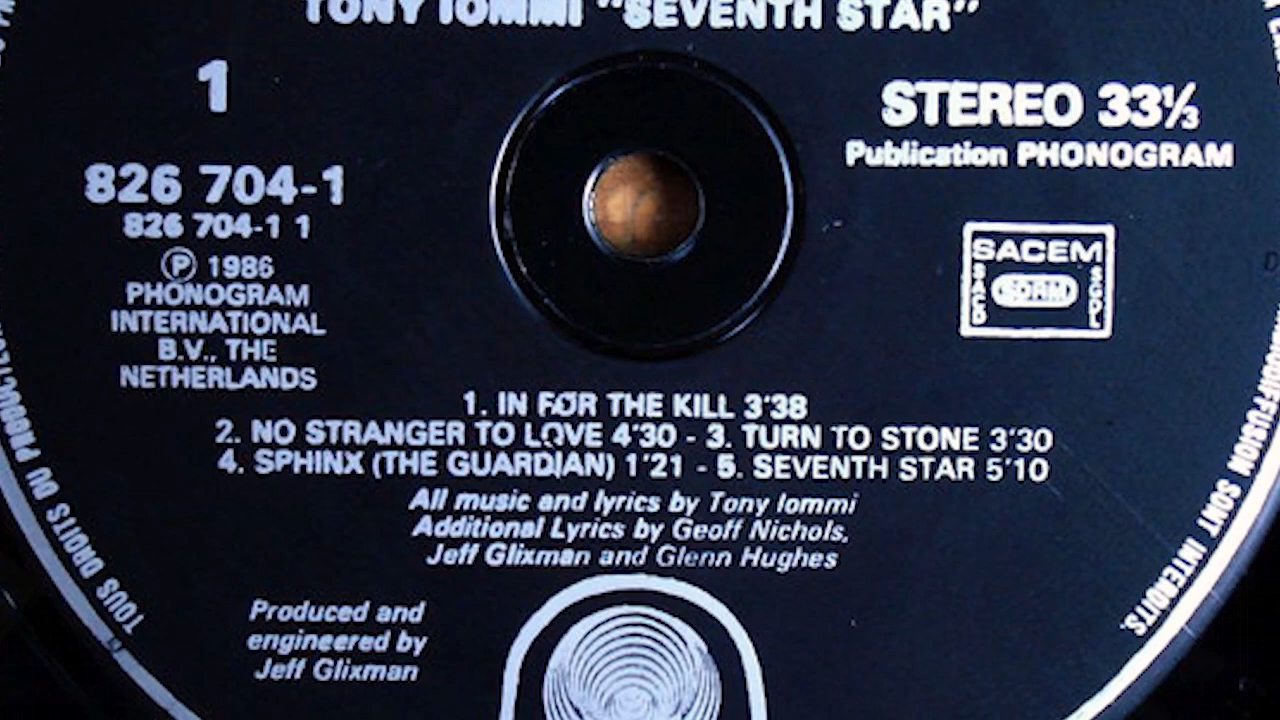 TONY IOMMI "SEVENTH STAR"
1
STEREO 33⅓
Publication PHONOGRAM
826 704-1
826 704-1 1
Ⓟ 1986
PHONOGRAM
INTERNATIONAL
B.V., THE
NETHERLANDS
SACEM
SACD
SDRM
SGDL
1. IN FOR THE KILL 3'38
2. NO STRANGER TO LOVE 4'30 - 3. TURN TO STONE 3'30
4. SPHINX (THE GUARDIAN) 1'21 - 5. SEVENTH STAR 5'10
All music and lyrics by Tony Iommi
Additional Lyrics by Geoff Nichols,
Jeff Glixman and Glenn Hughes
Produced and
engineered by
Jeff Glixman
TOUS DROITS DU
SONT INTERDITS.